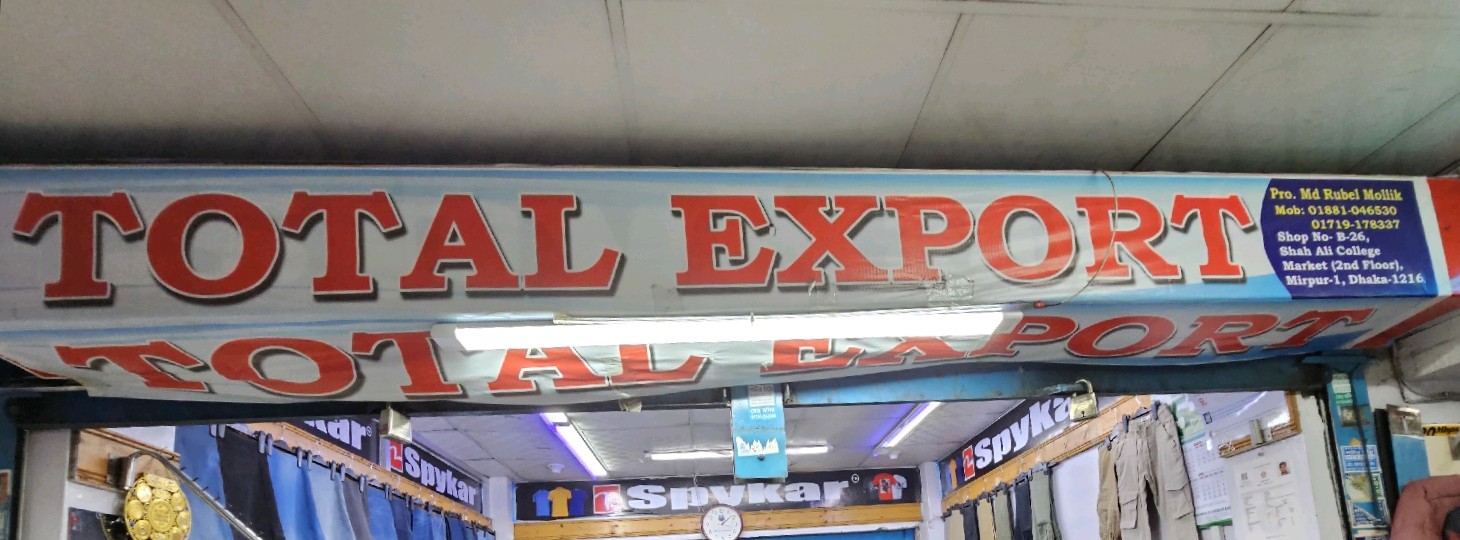 TOTAL EXPORT
Pro. Md Rubel Mollik
Mob: 01881-046530
01719-178337
Shop No- B-26,
Shah Ali College
Market (2nd Floor),
Mirpur-1, Dhaka-1216
TOTAL EXPORT
Spykar
Spykar
Spykar